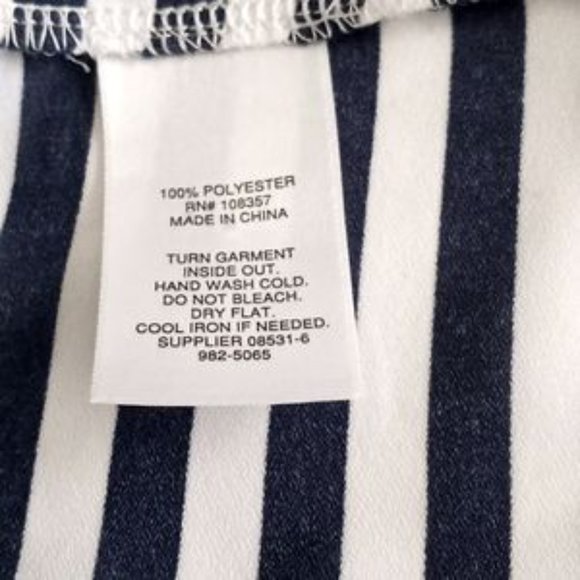 100% POLYESTER
RN# 108357
MADE IN CHINA
TURN GARMENT
INSIDE OUT.
HAND WASH COLD.
DO NOT BLEACH.
DRY FLAT.
COOL IRON IF NEEDED.
SUPPLIER 08531-6
982-5065